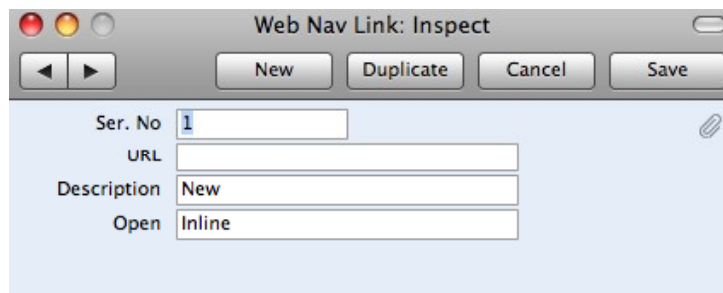 Web Nav Link: Inspect
New Duplicate Cancel Save
Ser. No 1
URL
Description New
Open Inline